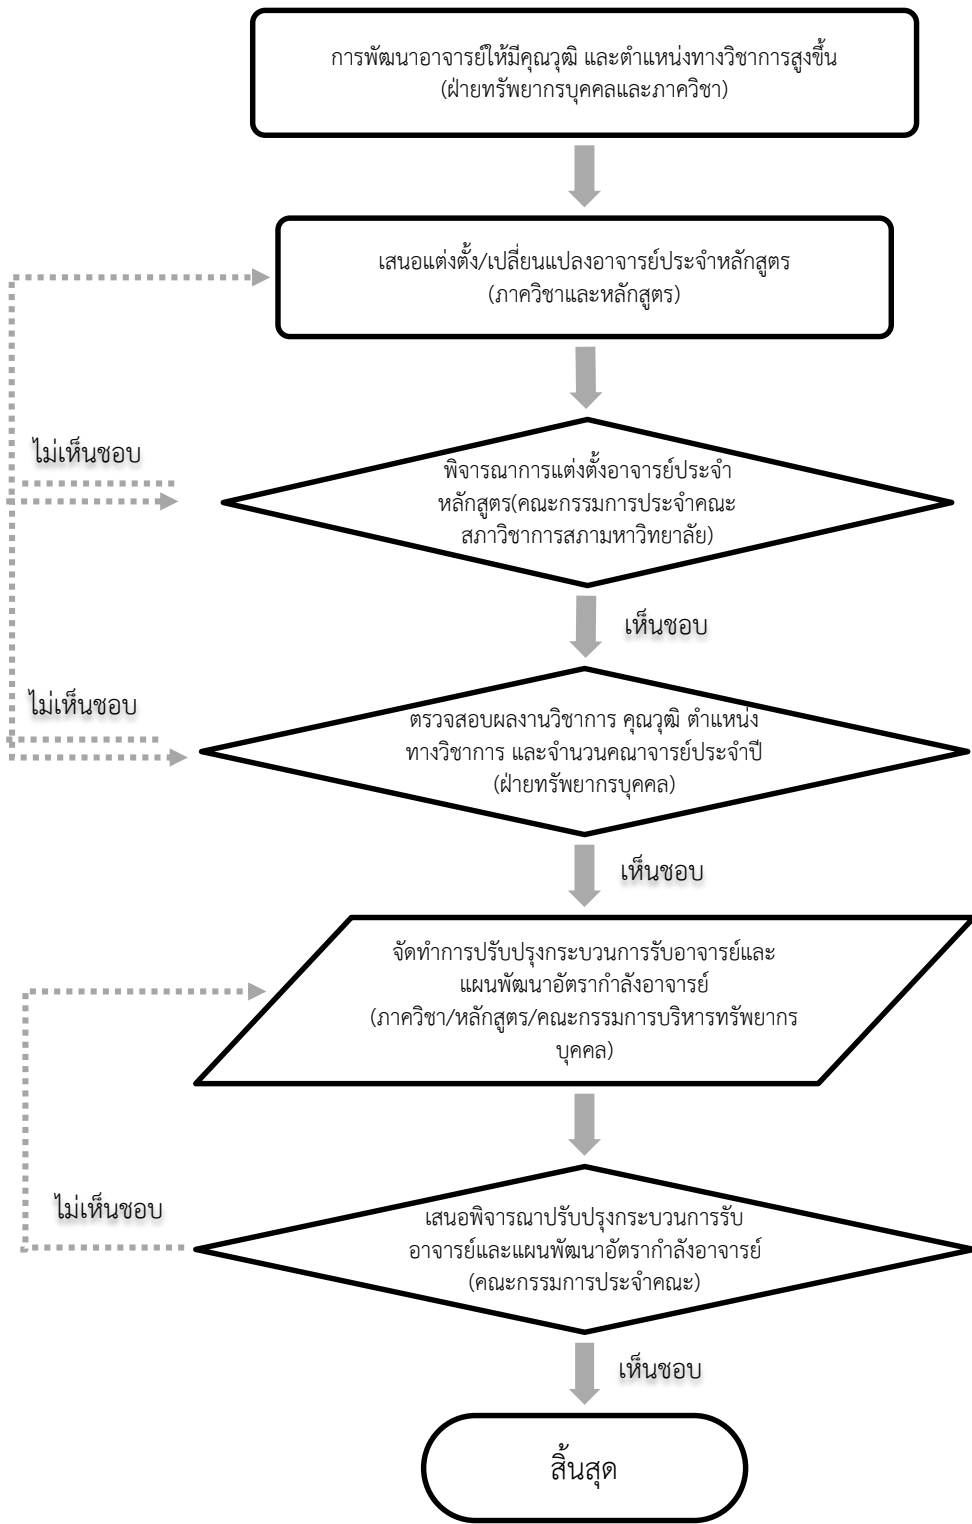 การพัฒนาอาจารย์ให้มีคุณวุฒิ และตำแหน่งทางวิชาการสูงขึ้น
(ฝ่ายทรัพยากรบุคคลและภาควิชา)
เสนอแต่งตั้ง/เปลี่ยนแปลงอาจารย์ประจำหลักสูตร
(ภาควิชาและหลักสูตร)
ไม่เห็นชอบ
พิจารณาการแต่งตั้งอาจารย์ประจำ
หลักสูตร(คณะกรรมการประจำคณะ
สภาวิชาการสภามหาวิทยาลัย)
เห็นชอบ
ไม่เห็นชอบ
ตรวจสอบผลงานวิชาการ คุณวุฒิ ตำแหน่ง
ทางวิชาการ และจำนวนคณาจารย์ประจำปี
(ฝ่ายทรัพยากรบุคคล)
เห็นชอบ
จัดทำการปรับปรุงกระบวนการรับอาจารย์และ
แผนพัฒนาอัตรากำลังอาจารย์
(ภาควิชา/หลักสูตร/คณะกรรมการบริหารทรัพยากร
บุคคล)
ไม่เห็นชอบ
เสนอพิจารณาปรับปรุงกระบวนการรับ
อาจารย์และแผนพัฒนาอัตรากำลังอาจารย์
(คณะกรรมการประจำคณะ)
เห็นชอบ
สิ้นสุด